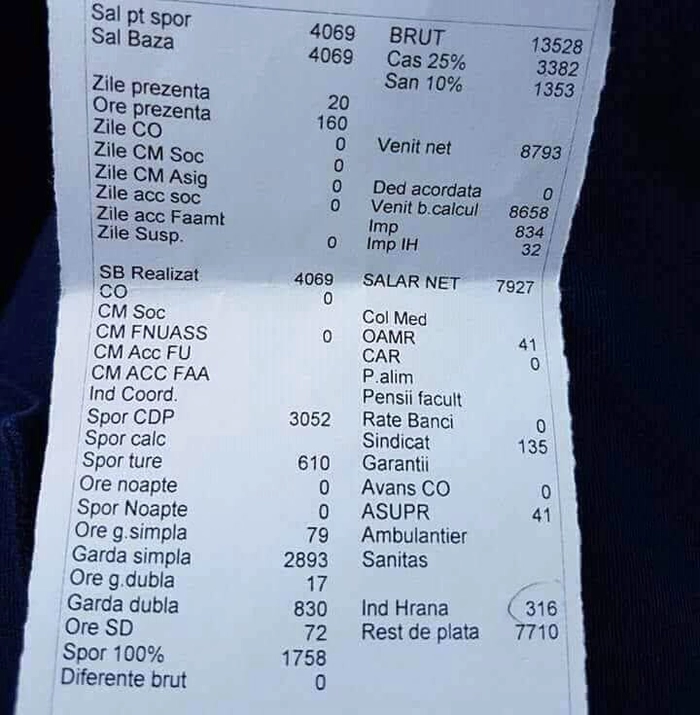 Sal pt spor 4069 BRUT 13528
Sal Baza 4069 Cas 25% 3382
San 10% 1353
Zile prezenta 20
Ore prezenta 160
Zile CO 0 Venit net 8793
Zile CM Soc 0
Zile CM Asig 0 Ded acordata 0
Zile acc soc 0 Venit b.calcul 8658
Zile acc Faamt Imp 834
Zile Susp. 0 Imp IH 32
SB Realizat 4069 SALAR NET 7927
CO 0
CM Soc Col Med
CM FNUASS 0 OAMR 41
CM Acc FU CAR 0
CM ACC FAA P.alim
Ind Coord. Pensii facult
Spor CDP 3052 Rate Banci 0
Spor calc Sindicat 135
Spor ture 610 Garantii
Ore noapte 0 Avans CO 0
Spor Noapte 0 ASUPR 41
Ore g.simpla 79 Ambulantier
Garda simpla 2893 Sanitas
Ore g.dubla 17
Garda dubla 830 Ind Hrana 316
Ore SD 72 Rest de plata 7710
Spor 100% 1758
Diferente brut 0